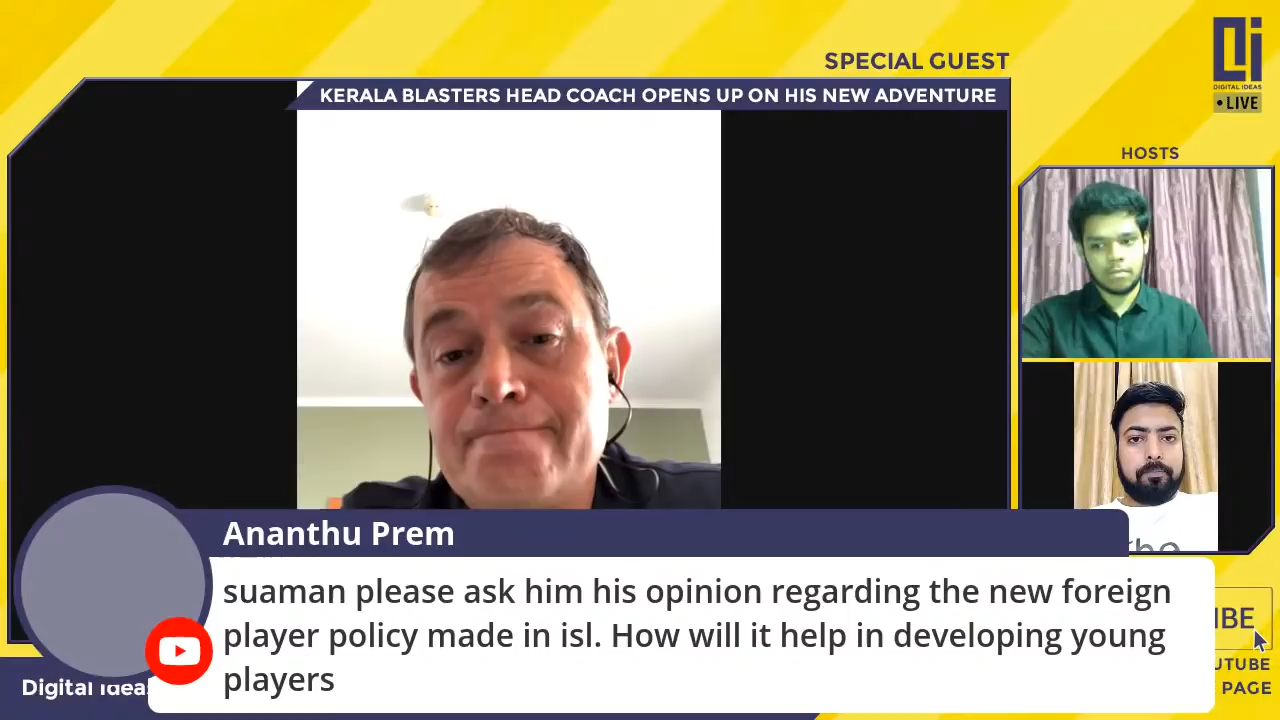 SPECIAL GUEST
DIGITAL IDEAS
• LIVE
KERALA BLASTERS HEAD COACH OPENS UP ON HIS NEW ADVENTURE
HOSTS
Ananthu Prem
suaman please ask him his opinion regarding the new foreign
player policy made in isl. How will it help in developing young
players
IBE
UTUBE
PAGE
Digital Ideas